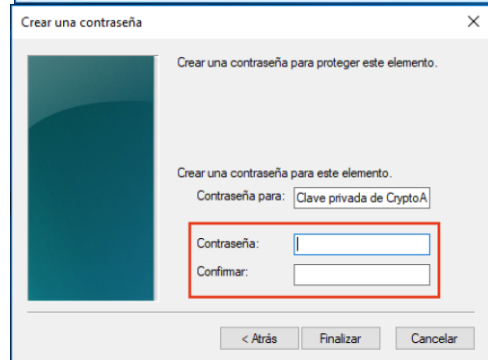 Crear una contraseña
Crear una contraseña para proteger este elemento.
Crear una contraseña para este elemento.
Contraseña para: Clave privada de CryptoA
Contraseña:
Confirmar:
< Atrás Finalizar Cancelar